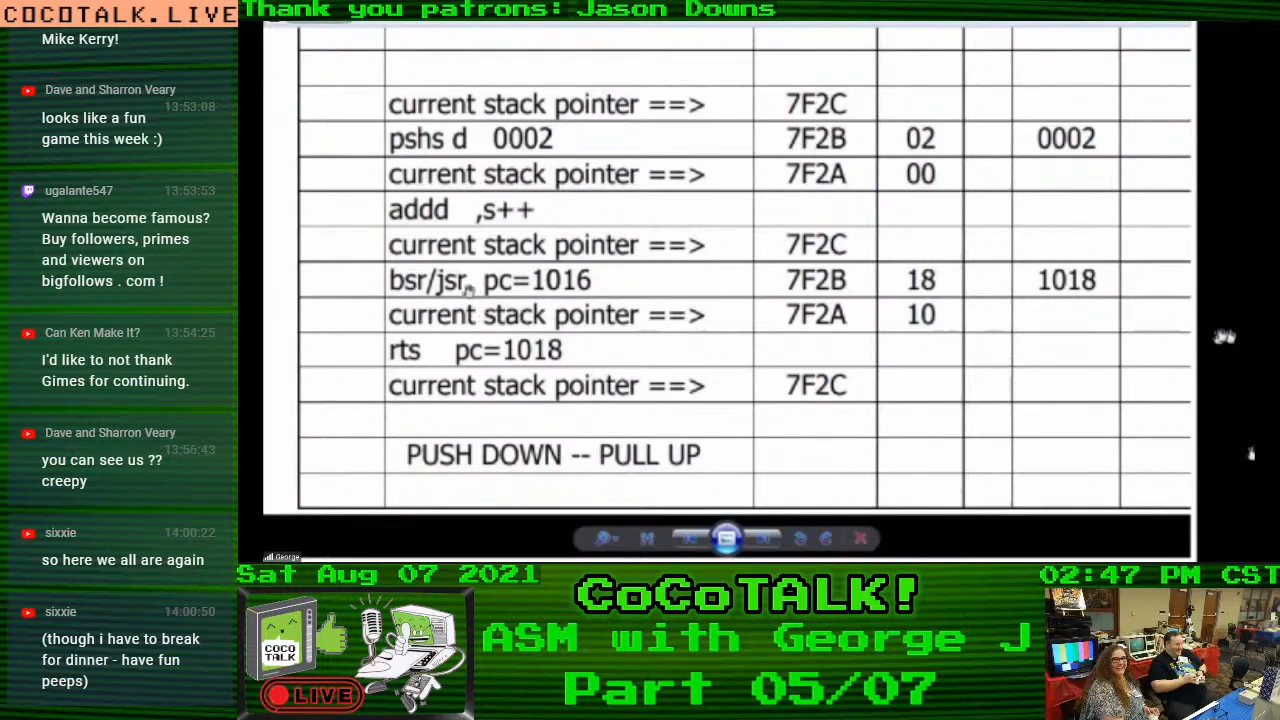 COCOTALK.LIVE
Thank you patrons: Jason Downs
Mike Kerry!
Dave and Sharron Veary
13:53:08
looks like a fun
game this week :)
ugalante547
13:53:53
Wanna become famous?
Buy followers, primes
and viewers on
bigfollows . com !
Can Ken Make It?
13:54:25
I'd like to not thank
Gimes for continuing.
Dave and Sharron Veary
13:56:43
you can see us ??
creepy
sixxie
14:00:22
so here we all are again
sixxie
14:00:50
(though i have to break
for dinner - have fun
peeps)
current stack pointer ==> 7F2C
pshs d 0002 7F2B 02 0002
current stack pointer ==> 7F2A 00
addd ,s++
current stack pointer ==> 7F2C
bsr/jsr, pc=1016 7F2B 18 1018
current stack pointer ==> 7F2A 10
rts pc=1018
current stack pointer ==> 7F2C
PUSH DOWN -- PULL UP
George
Sat Aug 07 2021
CoCoTALK!
02:47 PM CST
COCO
TALK
LIVE
ASM with George J
Part 05/07